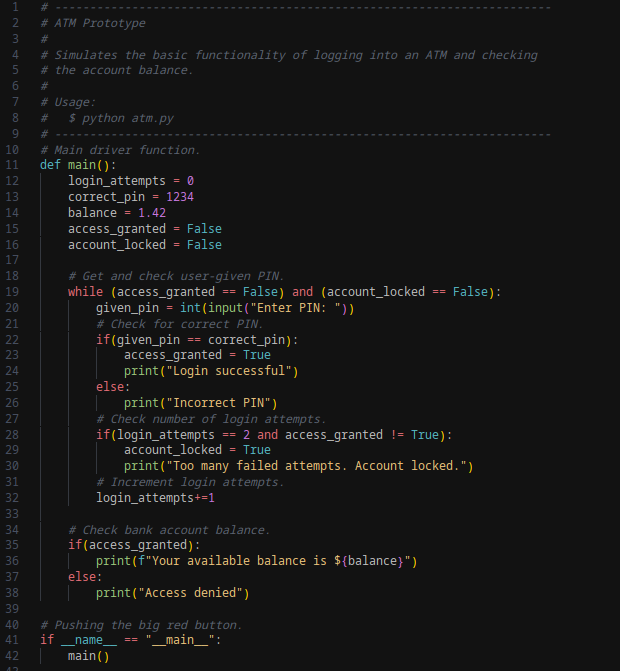 1 # -----------------------------------------------------------------------
2 # ATM Prototype
3 #
4 # Simulates the basic functionality of logging into an ATM and checking
5 # the account balance.
6 #
7 # Usage:
8 #   $ python atm.py
9 # -----------------------------------------------------------------------
10 # Main driver function.
11 def main():
12     login_attempts = 0
13     correct_pin = 1234
14     balance = 1.42
15     access_granted = False
16     account_locked = False
17
18     # Get and check user-given PIN.
19     while (access_granted == False) and (account_locked == False):
20         given_pin = int(input("Enter PIN: "))
21         # Check for correct PIN.
22         if(given_pin == correct_pin):
23             access_granted = True
24             print("Login successful")
25         else:
26             print("Incorrect PIN")
27         # Check number of login attempts.
28         if(login_attempts == 2 and access_granted != True):
29             account_locked = True
30             print("Too many failed attempts. Account locked.")
31         # Increment login attempts.
32         login_attempts+=1
33
34     # Check bank account balance.
35     if(access_granted):
36         print(f"Your available balance is ${balance}")
37     else:
38         print("Access denied")
39
40 # Pushing the big red button.
41 if __name__ == "__main__":
42     main()